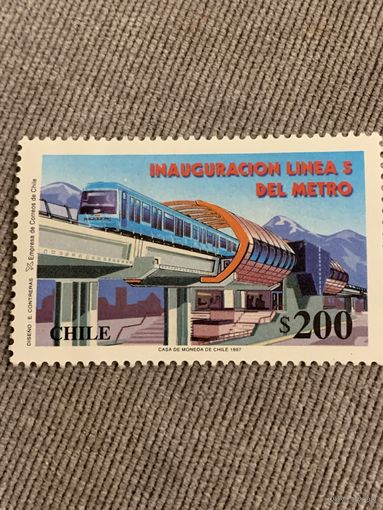 INAUGURACION LINEA 5
DEL METRO
CHILE
$200
DISEÑO : E. CONTRERAS
Empresa de Correos de Chile
CASA DE MONEDA DE CHILE 1997